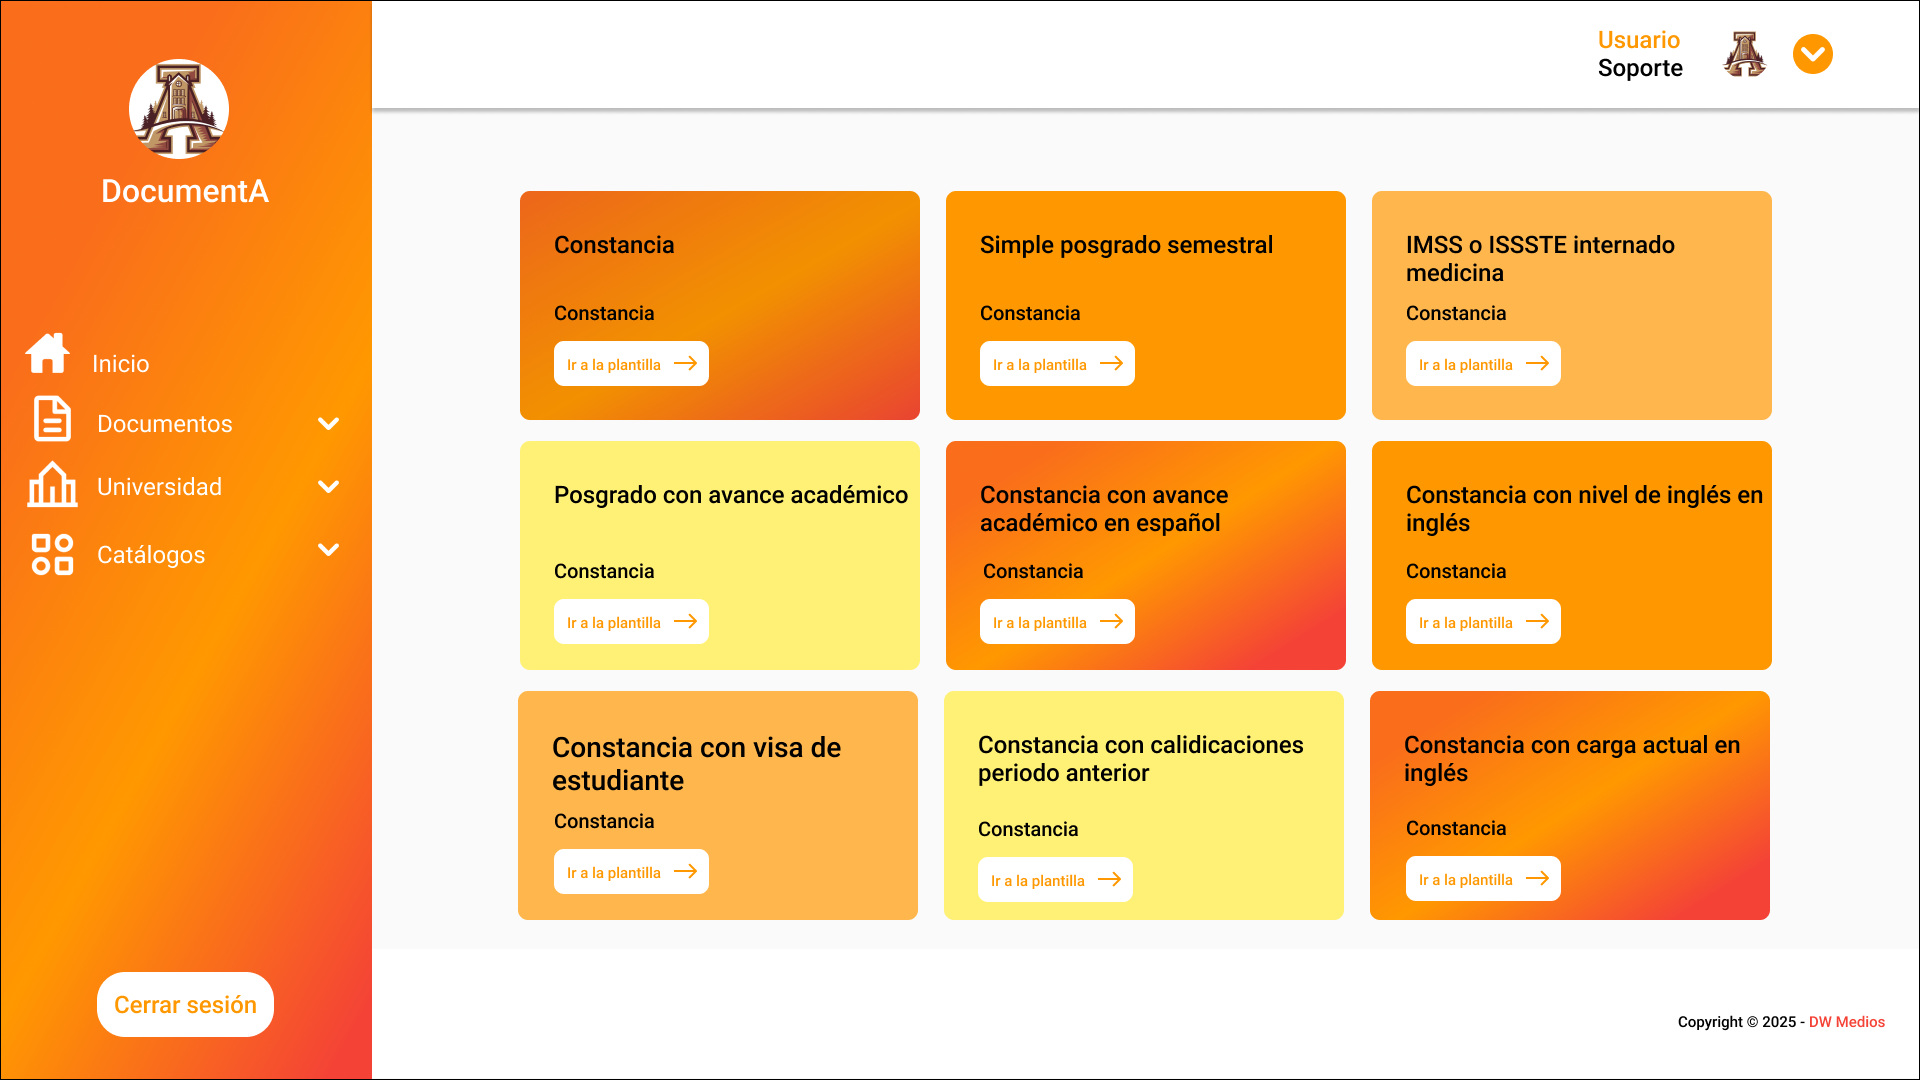 DocumentA
Inicio
Documentos
Universidad
Catálogos
Cerrar sesión
Usuario
Soporte
Constancia
Constancia
Ir a la plantilla
Simple posgrado semestral
Constancia
Ir a la plantilla
IMSS o ISSSTE internado
medicina
Constancia
Ir a la plantilla
Posgrado con avance académico
Constancia
Ir a la plantilla
Constancia con avance
académico en español
Constancia
Ir a la plantilla
Constancia con nivel de inglés en
inglés
Constancia
Ir a la plantilla
Constancia con visa de
estudiante
Constancia
Ir a la plantilla
Constancia con calidicaciones
periodo anterior
Constancia
Ir a la plantilla
Constancia con carga actual en
inglés
Constancia
Ir a la plantilla
Copyright © 2025 - DW Medios